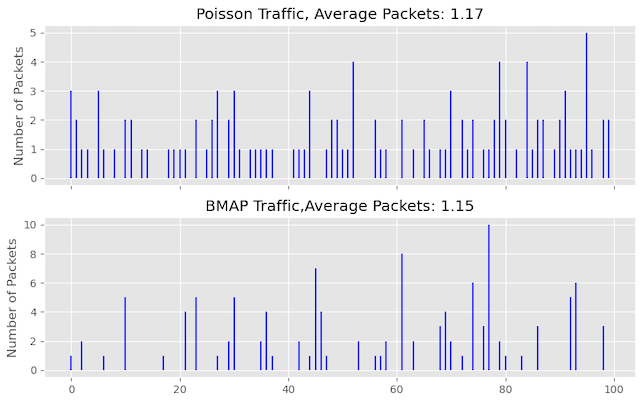 Poisson Traffic, Average Packets: 1.17
Number of Packets
5
4
3
2
1
0
BMAP Traffic,Average Packets: 1.15
Number of Packets
10
8
6
4
2
0
0 20 40 60 80 100